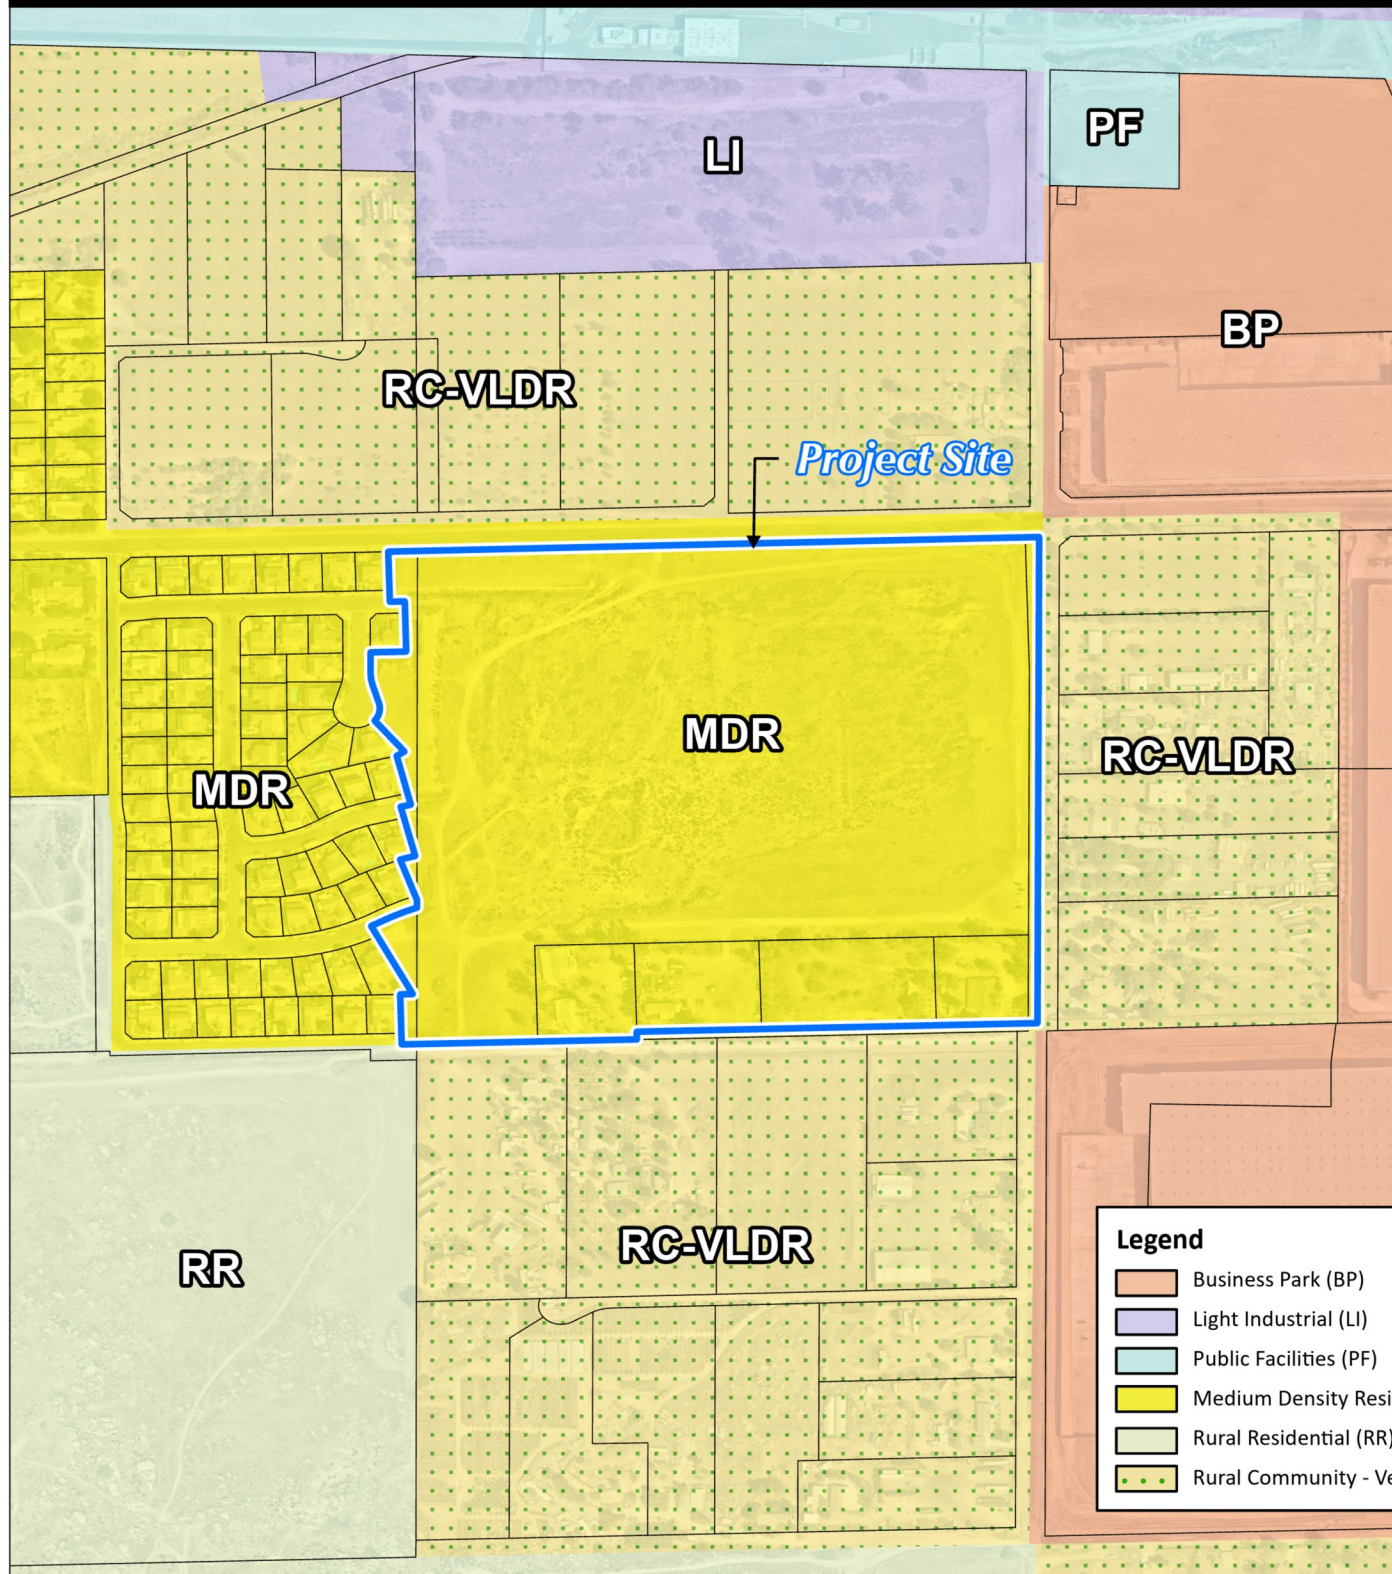 LI
PF
BP
RC-VLDR
Project Site
MDR
MDR
RC-VLDR
RR
RC-VLDR
Legend
Business Park (BP)
Light Industrial (LI)
Public Facilities (PF)
Medium Density Resi
Rural Residential (RR)
Rural Community - Ve